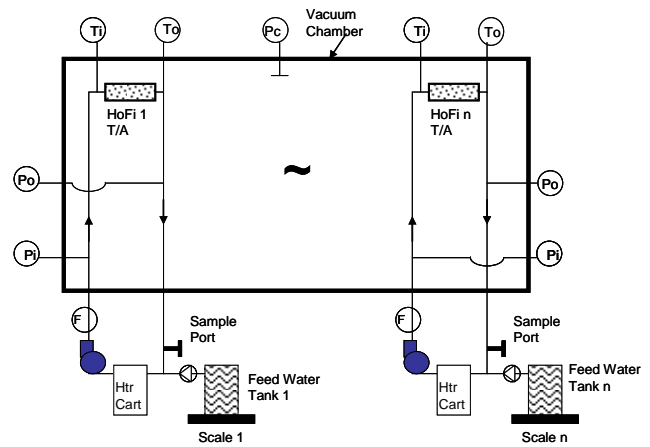 Vacuum
Chamber
Ti
To
Pc
Ti
To
HoFi 1
T/A
HoFi n
T/A
Po
Po
Pi
Pi
F
F
Sample
Port
Sample
Port
Htr
Cart
Feed Water
Tank 1
Htr
Cart
Feed Water
Tank n
Scale 1
Scale n